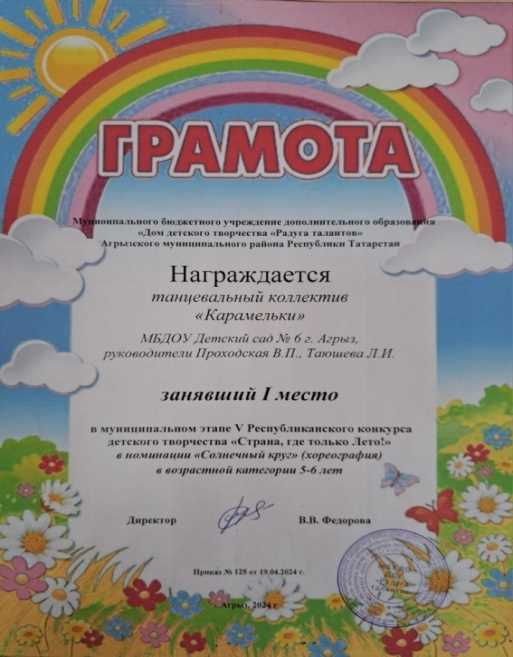 ГРАМОТА
Муниципального бюджетного учреждение дополнительного образования
«Дом детского творчества «Радуга талантов»
Агрызского муниципального района Республики Татарстан
Награждается
танцевальный коллектив
«Карамельки»
МБДОУ Детский сад № 6 г. Агрыз,
руководители Проходская В.П., Таюшева Л.И.
занявший I место
в муниципальном этапе V Республиканского конкурса
детского творчества «Страна, где только Лето!»
в номинации «Солнечный круг» (хореография)
в возрастной категории 5-6 лет
Директор В.В. Федорова
Приказ № 128 от 19.04.2024 г.
г. Агрыз, 2024 г